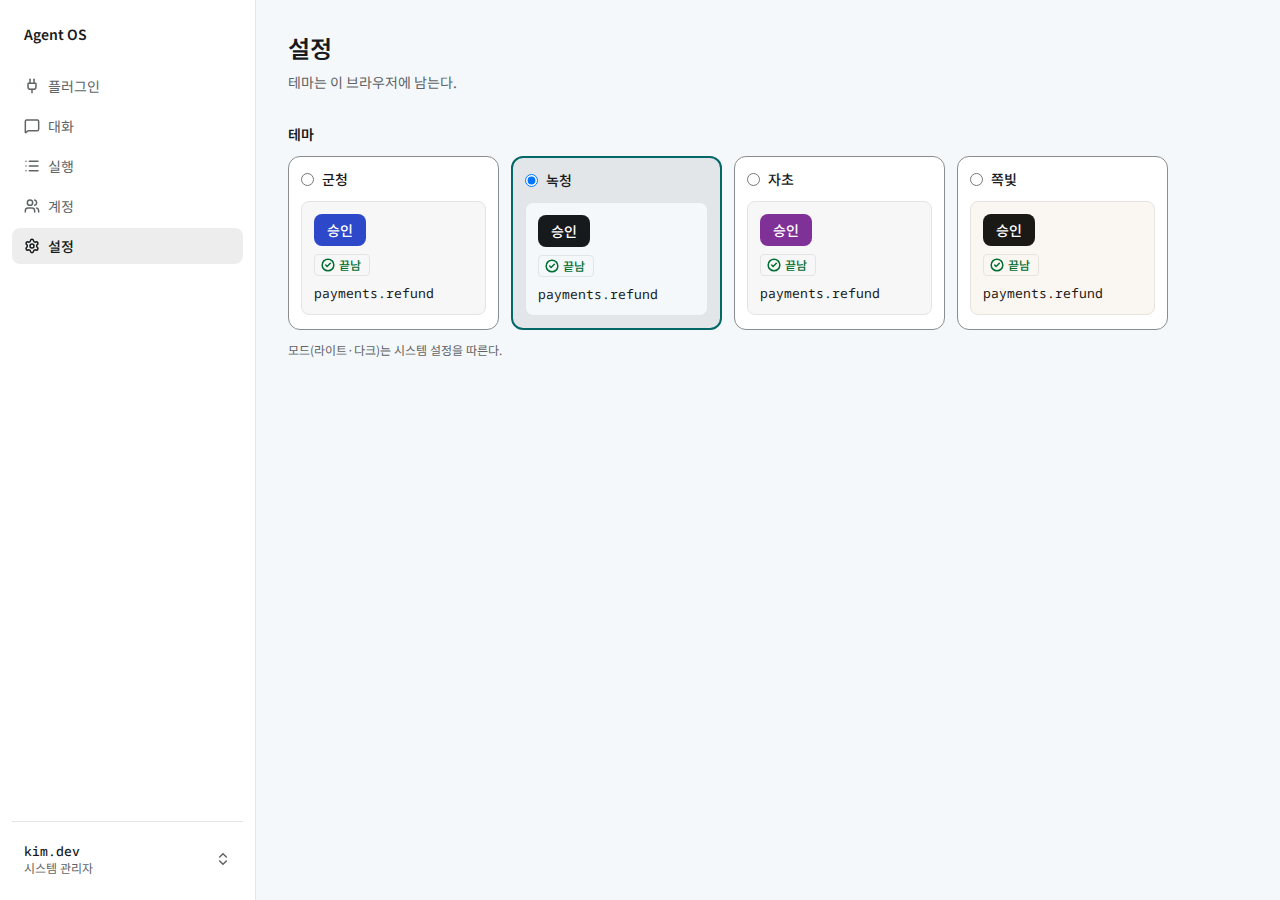 Agent OS
플러그인
대화
실행
계정
설정
kim.dev
시스템 관리자
설정
테마는 이 브라우저에 남는다.
테마
군청
승인
끝남
payments.refund
녹청
승인
끝남
payments.refund
자초
승인
끝남
payments.refund
쪽빛
승인
끝남
payments.refund
모드(라이트·다크)는 시스템 설정을 따른다.